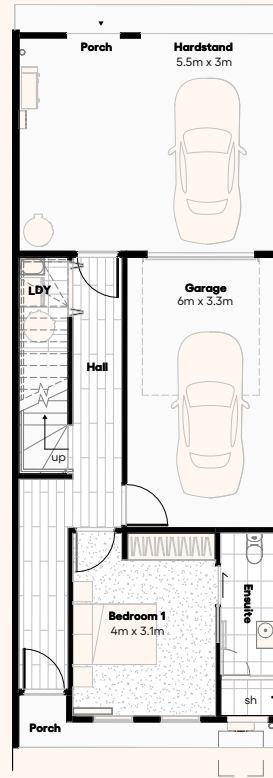 Porch
Hardstand
5.5m x 3m
LDY
Garage
6m x 3.3m
Hall
up
Ensuite
Bedroom 1
4m x 3.1m
sh
Porch